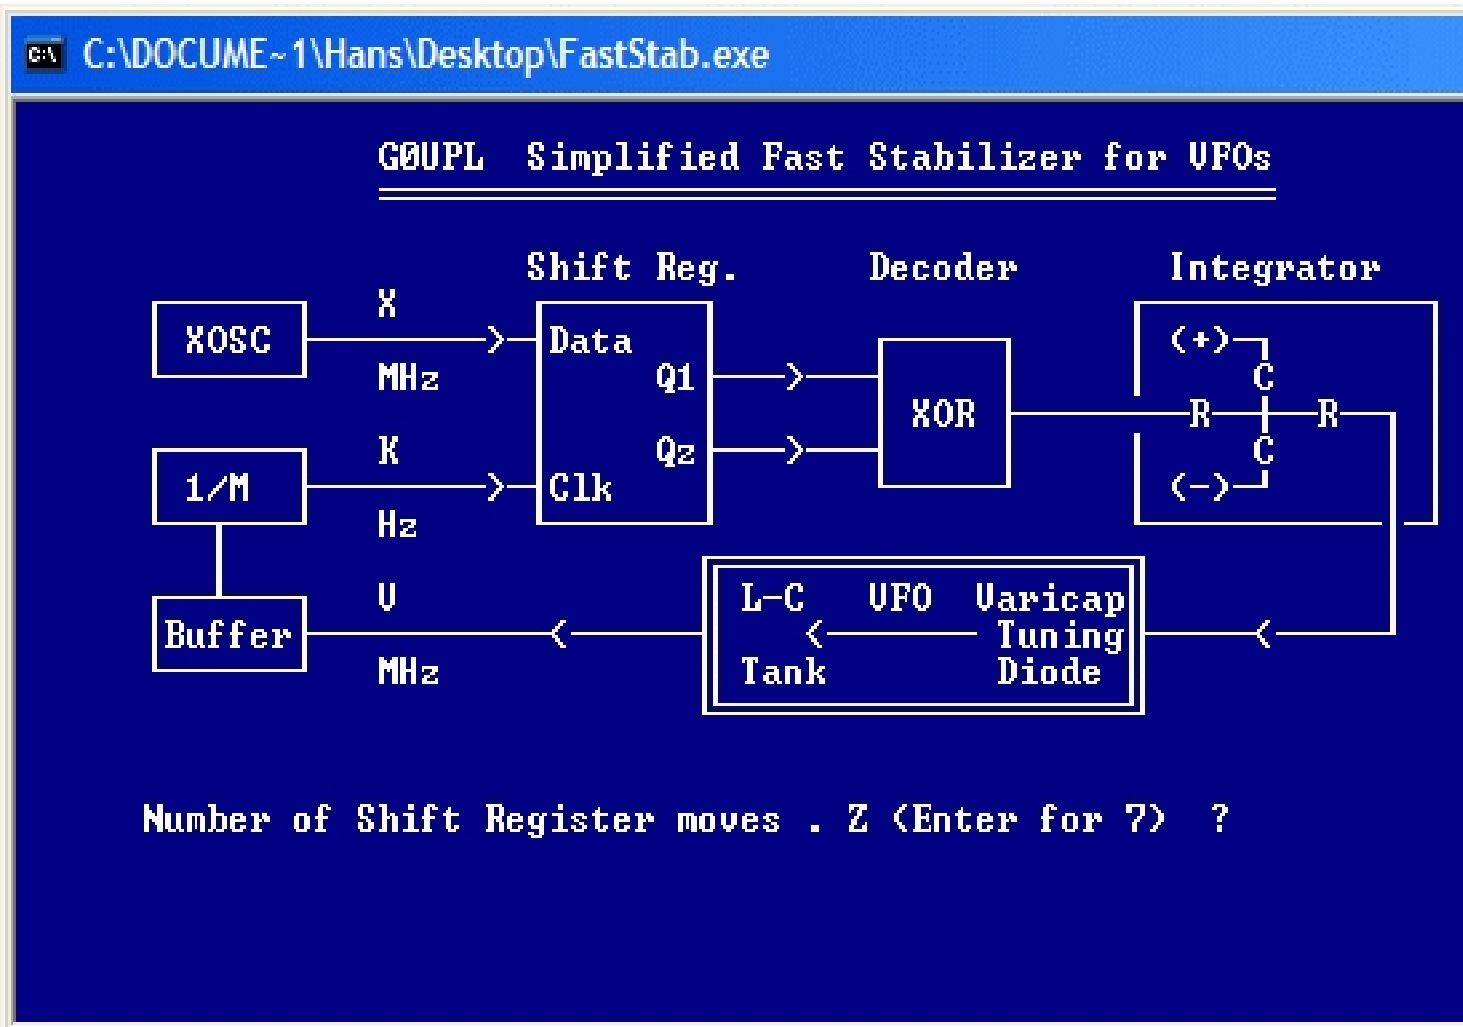 C:\DOCUME~1\Hans\Desktop\FastStab.exe
G0UPL Simplified Fast Stabilizer for VFOs
Shift Reg. Decoder Integrator
X
XOSC > Data (+)
MHz Q1 > C
XOR R R
K Qz > C
1/M > Clk (-)
Hz
V L-C VFO Varicap
Buffer < < Tuning <
MHz Tank Diode
Number of Shift Register moves . Z (Enter for 7) ?